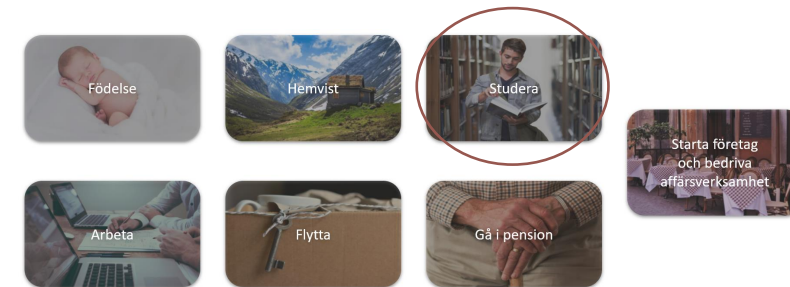 Födelse
Hemvist
Studera
Starta företag
och bedriva
affärsverksamhet
Arbeta
Flytta
Gå i pension